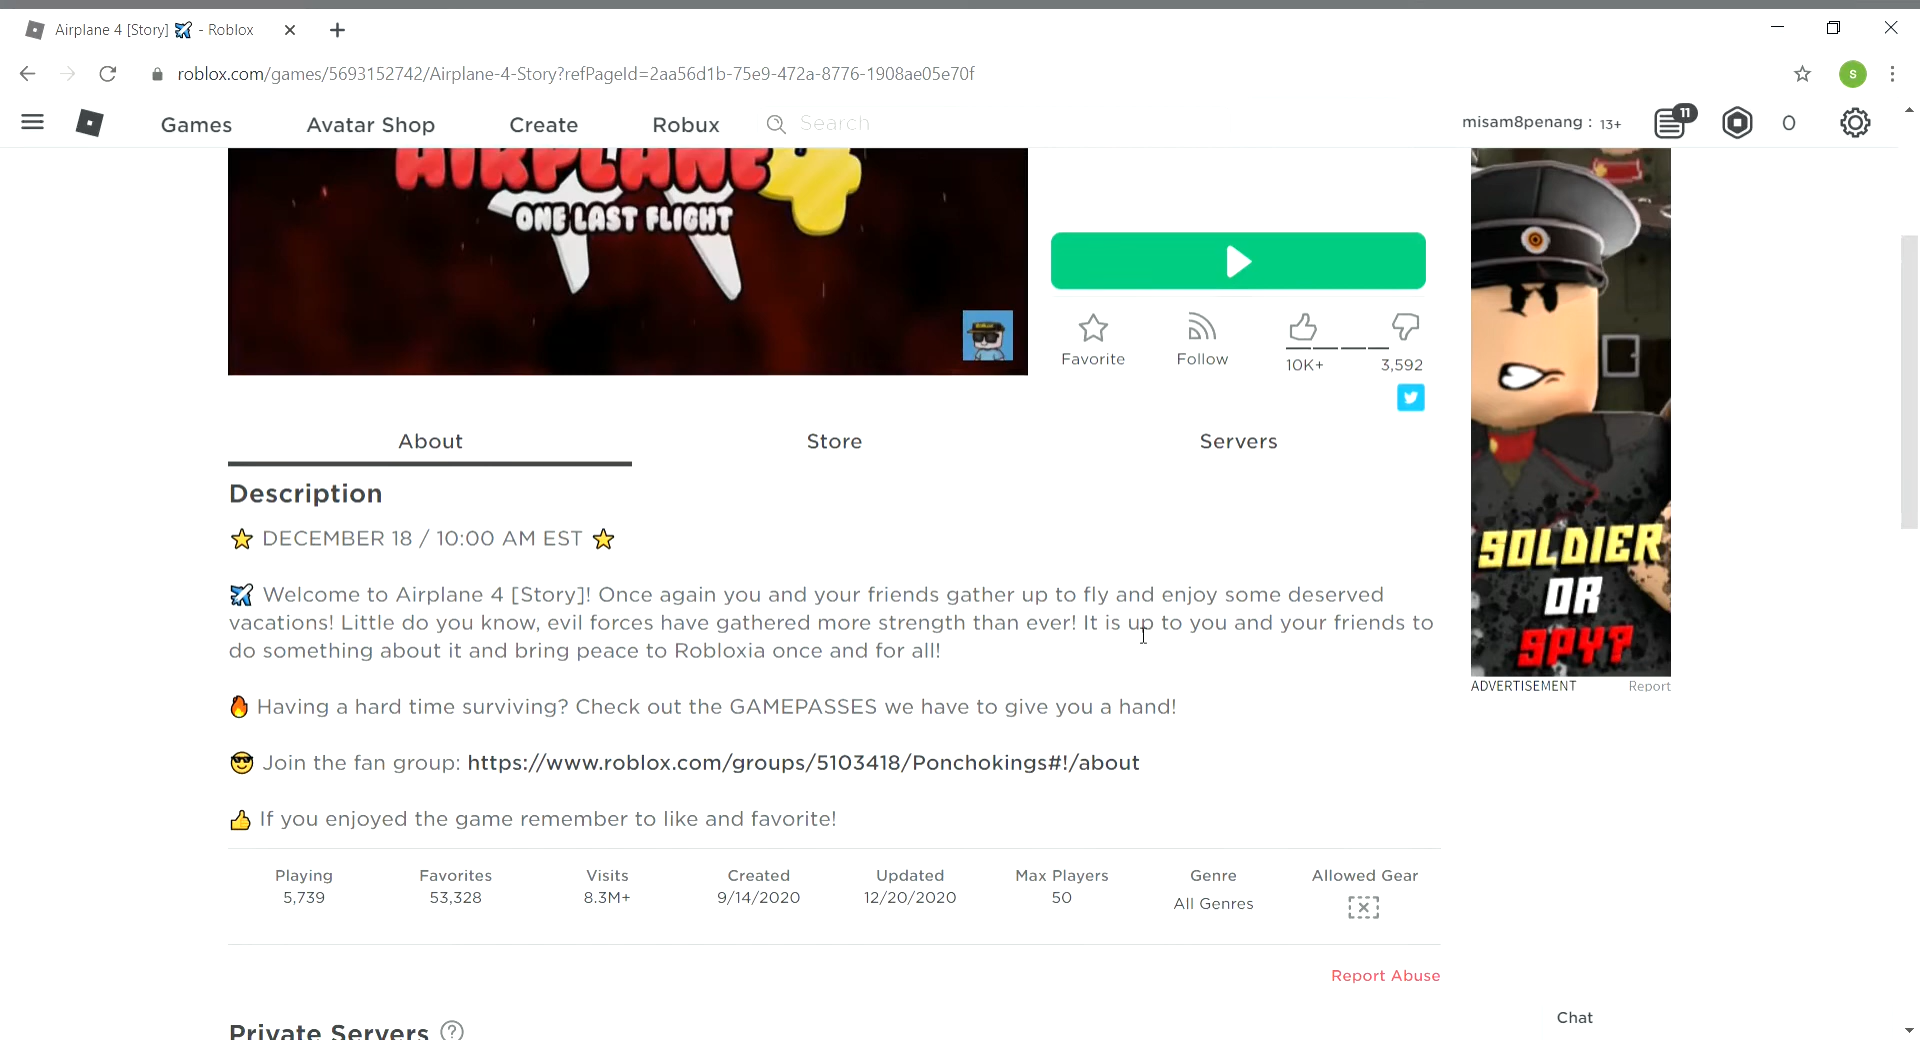 Airplane 4 [Story] ✈️ - Roblox
S
roblox.com/games/5693152742/Airplane-4-Story?refPageId=2aa56d1b-75e9-472a-8776-1908ae05e70f
Games Avatar Shop Create Robux Search misam8penang : 13+ 11 0
AIRPLANE 4
ONE LAST FLIGHT
Favorite Follow 10K+ 3,592
About Store Servers
Description
⭐ DECEMBER 18 / 10:00 AM EST ⭐
✈️ Welcome to Airplane 4 [Story]! Once again you and your friends gather up to fly and enjoy some deserved
vacations! Little do you know, evil forces have gathered more strength than ever! It is up to you and your friends to
do something about it and bring peace to Robloxia once and for all!
🔥 Having a hard time surviving? Check out the GAMEPASSES we have to give you a hand!
😎 Join the fan group: https://www.roblox.com/groups/5103418/Ponchokings#!/about
👍 If you enjoyed the game remember to like and favorite!
SOLDIER
OR
SPY?
ADVERTISEMENT Report
Playing Favorites Visits Created Updated Max Players Genre Allowed Gear
5,739 53,328 8.3M+ 9/14/2020 12/20/2020 50 All Genres
Report Abuse
Private Servers ?
Chat